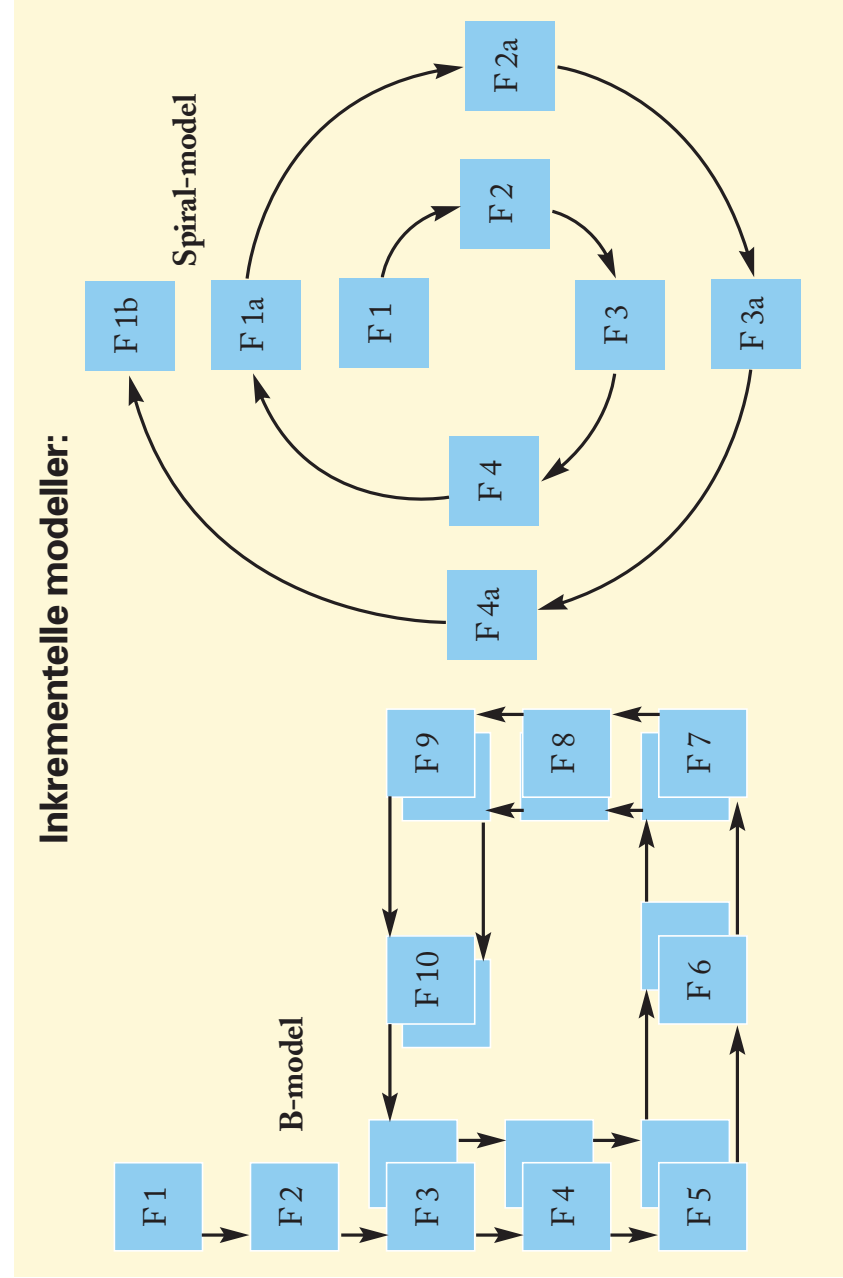 Inkrementelle modeller:
B-model
F 1
F 2
F 3
F 4
F 5
F 6
F 7
F 8
F 9
F 10
Spiral-model
F 1
F 2
F 3
F 4
F 1a
F 2a
F 3a
F 4a
F 1b